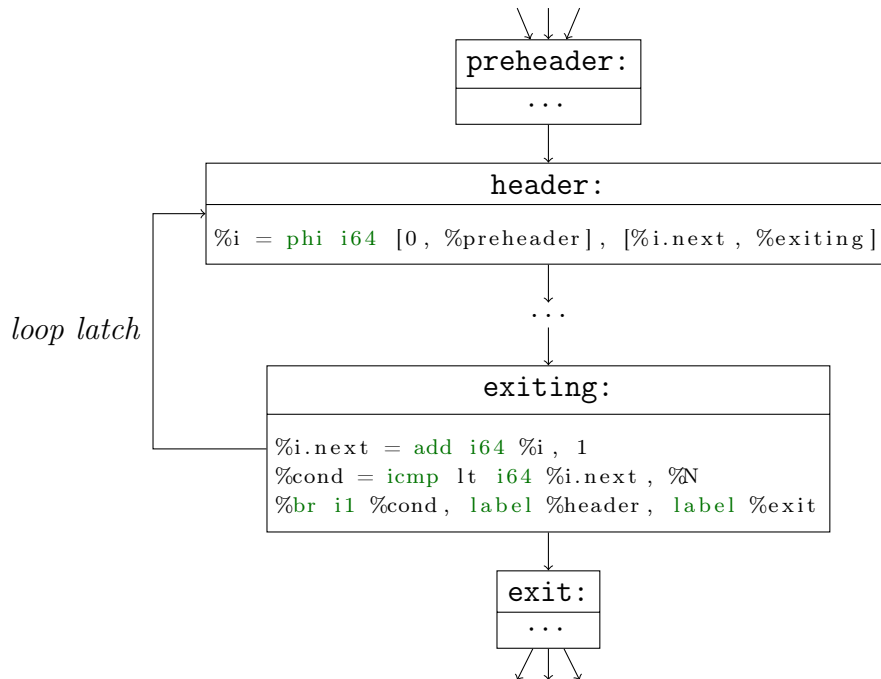 preheader:
...
header:
%i = phi i64 [0, %preheader], [%i.next, %exiting]
...
loop latch
exiting:
%i.next = add i64 %i, 1
%cond = icmp lt i64 %i.next, %N
%br i1 %cond, label %header, label %exit
exit:
...